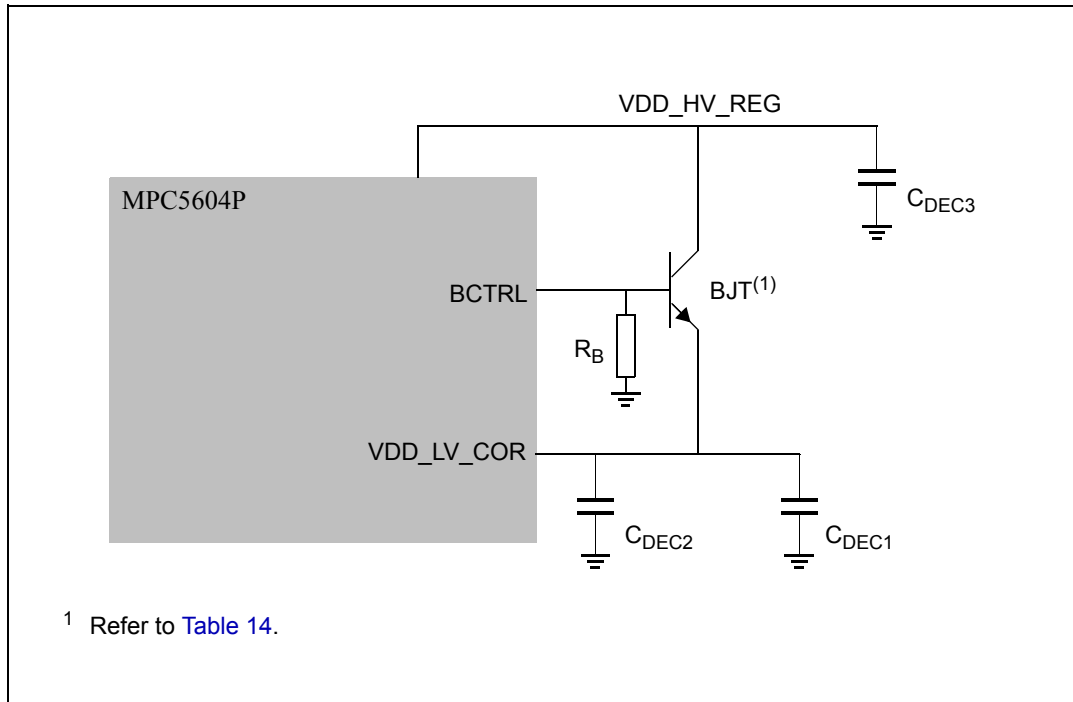 VDD_HV_REG
MPC5604P
CDEC3
BCTRL
BJT(1)
RB
VDD_LV_COR
CDEC2
CDEC1
1 Refer to Table 14.